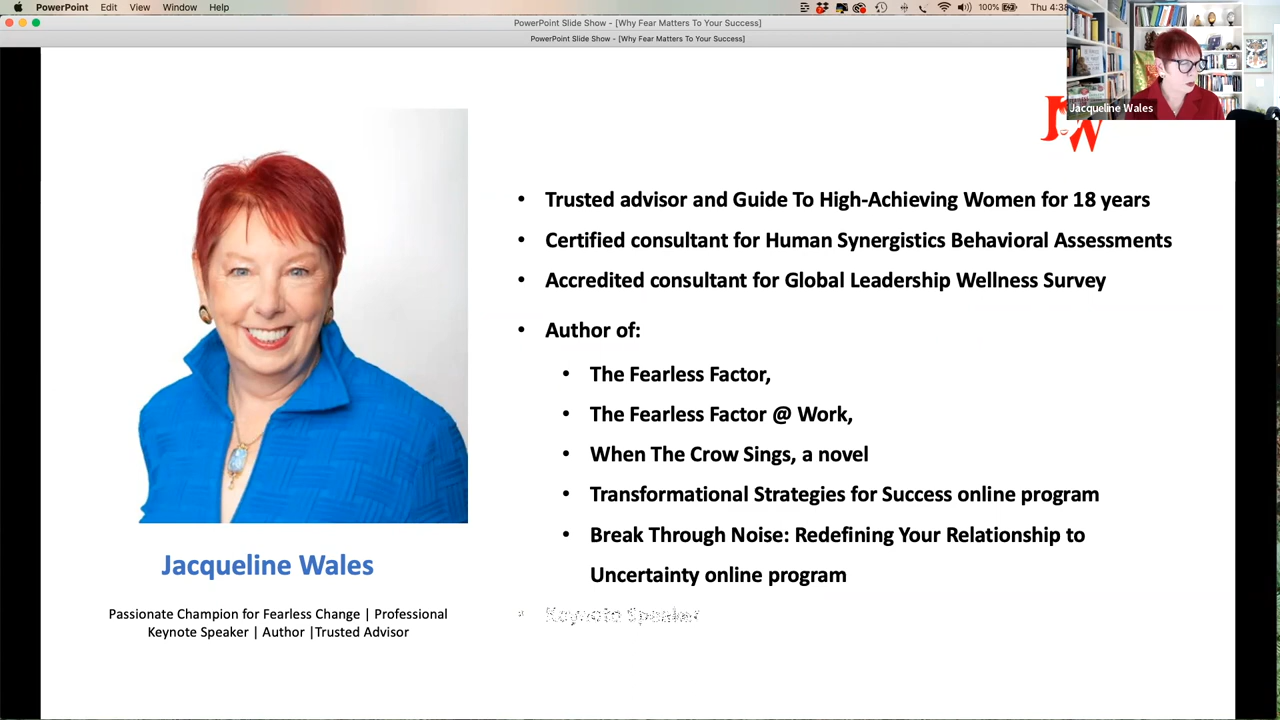 PowerPoint Edit View Window Help
100% Thu 4:38
PowerPoint Slide Show - [Why Fear Matters To Your Success]
PowerPoint Slide Show - [Why Fear Matters To Your Success]
Jacqueline Wales
JW
• Trusted advisor and Guide To High-Achieving Women for 18 years
• Certified consultant for Human Synergistics Behavioral Assessments
• Accredited consultant for Global Leadership Wellness Survey
• Author of:
• The Fearless Factor,
• The Fearless Factor @ Work,
• When The Crow Sings, a novel
• Transformational Strategies for Success online program
• Break Through Noise: Redefining Your Relationship to
Uncertainty online program
• Keynote Speaker
Jacqueline Wales
Passionate Champion for Fearless Change | Professional
Keynote Speaker | Author |Trusted Advisor